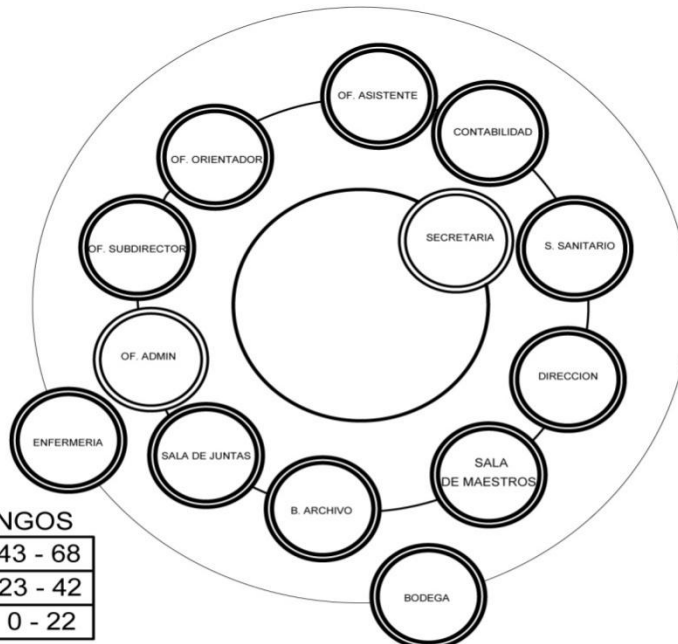 OF. ASISTENTE
CONTABILIDAD
OF. ORIENTADOR
SECRETARIA
S. SANITARIO
OF. SUBDIRECTOR
OF. ADMIN
DIRECCION
ENFERMERIA
SALA DE JUNTAS
SALA
DE MAESTROS
B. ARCHIVO
BODEGA
NGOS
43 - 68
23 - 42
0 - 22